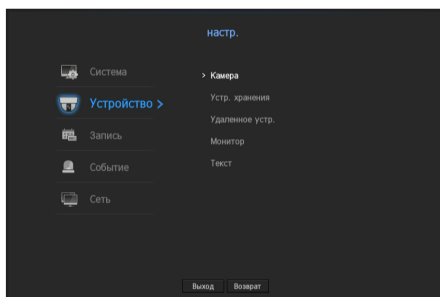 настр.
Система
Устройство >
Запись
Событие
Сеть
> Камера
Устр. хранения
Удаленное устр.
Монитор
Текст
Выход Возврат